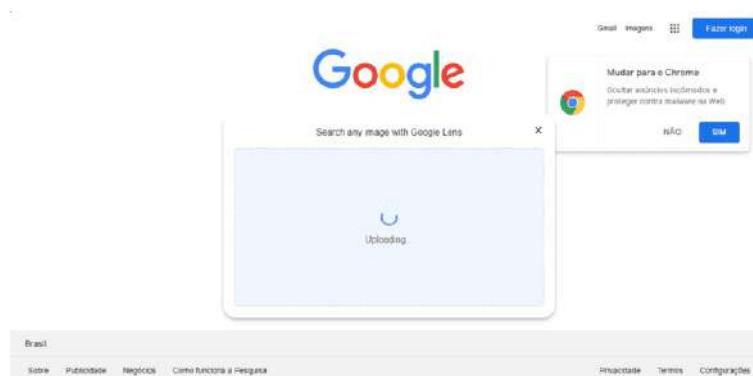 Gmail Imagens Fazer login
Google
Mudar para o Chrome
Ocultar anúncios incômodos e
proteger contra malware na Web
NÃO SIM
Search any image with Google Lens X
Uploading
Brasil
Sobre Publicidade Negócios Como funciona a Pesquisa Privacidade Termos Configurações